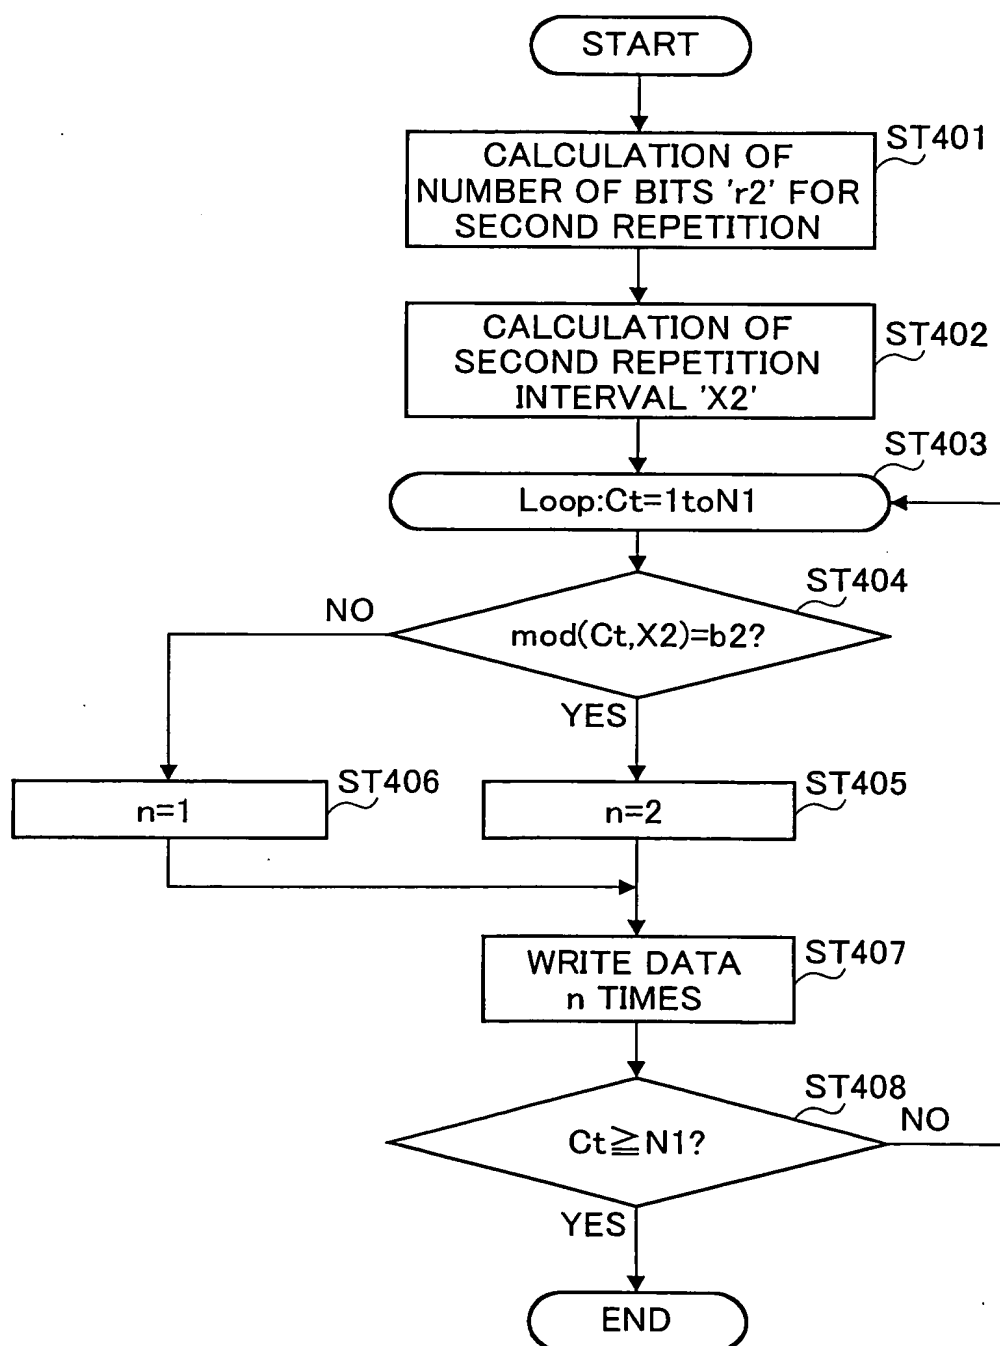 START
ST401
CALCULATION OF
NUMBER OF BITS 'r2' FOR
SECOND REPETITION
ST402
CALCULATION OF
SECOND REPETITION
INTERVAL 'X2'
ST403
Loop:Ct=1toN1
ST404
NO
mod(Ct,X2)=b2?
YES
ST406
n=1
ST405
n=2
ST407
WRITE DATA
n TIMES
ST408
NO
Ct≧N1?
YES
END